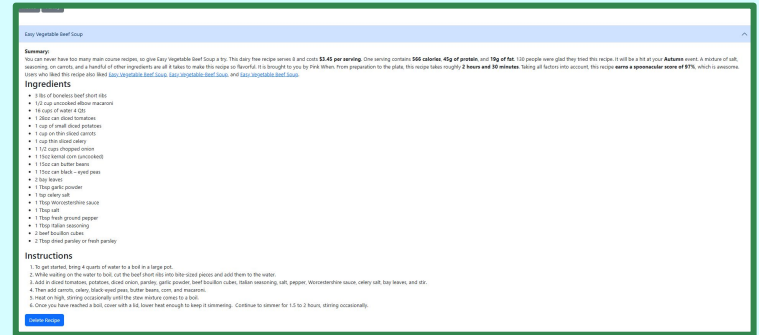 Easy Vegetable Beef Soup
Summary:
You can never have too many main course recipes, so give Easy Vegetable Beef Soup a try. This dairy free recipe serves 8 and costs $3.45 per serving. One serving contains 566 calories, 45g of protein, and 19g of fat. 130 people were glad they tried this recipe. It will be a hit at your Autumn event. A mixture of salt,
seasoning, on carrots, and a handful of other ingredients are all it takes to make this recipe so flavorful. It is brought to you by Pink When. From preparation to the plate, this recipe takes roughly 2 hours and 30 minutes. Taking all factors into account, this recipe earns a spoonacular score of 97%, which is awesome.
Users who liked this recipe also liked Easy Vegetable Beef Soup, Easy Vegetable-Beef Soup, and Easy Vegetable Beef Soup.
Ingredients
• 3 lbs of boneless beef short ribs
• 1/2 cup uncooked elbow macaroni
• 16 cups of water 4 Qts
• 1 28oz can diced tomatoes
• 1 cup of small diced potatoes
• 1 cup on thin sliced carrots
• 1 cup thin sliced celery
• 1 1/2 cups chopped onion
• 1 15oz kernal corn (uncooked)
• 1 15oz can butter beans
• 1 15oz can black – eyed peas
• 2 bay leaves
• 1 Tbsp garlic powder
• 1 tsp celery salt
• 1 Tbsp Worcestershire sauce
• 1 Tbsp salt
• 1 Tbsp fresh ground pepper
• 1 Tbsp Italian seasoning
• 2 beef bouillon cubes
• 2 Tbsp dried parsley or fresh parsley
Instructions
1. To get started, bring 4 quarts of water to a boil in a large pot.
2. While waiting on the water to boil, cut the beef short ribs into bite-sized pieces and add them to the water.
3. Add in diced tomatoes, potatoes, diced onion, parsley, garlic powder, beef bouillon cubes, Italian seasoning, salt, pepper, Worcestershire sauce, celery salt, bay leaves, and stir.
4. Then add carrots, celery, black eyed peas, butter beans, corn, and macaroni.
5. Heat on high, stirring occasionally until the stew mixture comes to a boil.
6. Once you have reached a boil, cover with a lid, lower heat enough to keep it simmering. Continue to simmer for 1.5 to 2 hours, stirring occasionally.
Delete Recipe